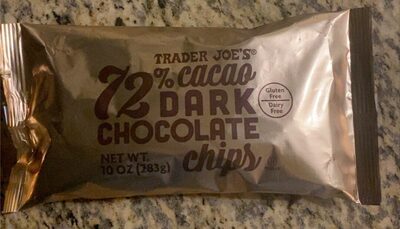 TRADER JOE'S®
72% cacao
DARK
CHOCOLATE
chips
Gluten
Free
Dairy
Free
NET WT.
10 OZ (283g)